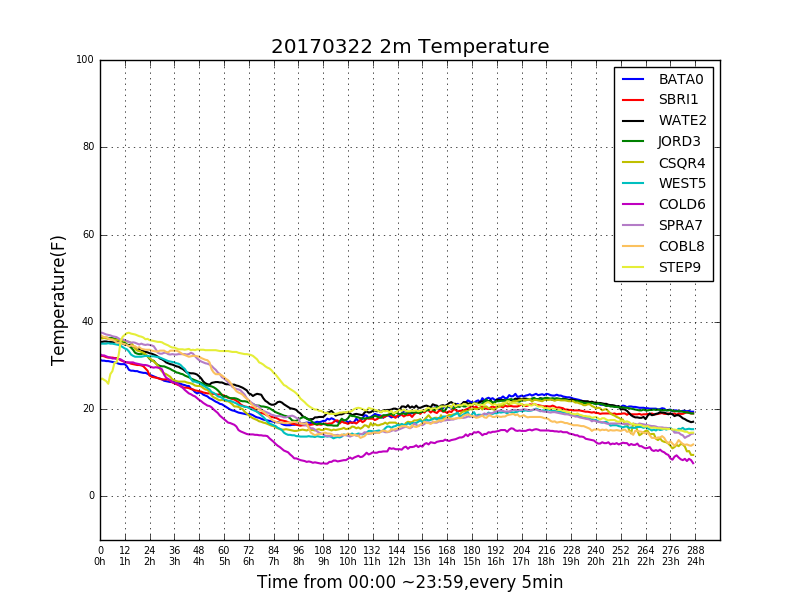 20170322 2m Temperature
100
80
60
40
20
0
Temperature(F)
BATA0
SBRI1
WATE2
JORD3
CSQR4
WEST5
COLD6
SPRA7
COBL8
STEP9
0 12 24 36 48 60 72 84 96 108 120 132 144 156 168 180 192 204 216 228 240 252 264 276 288
0h 1h 2h 3h 4h 5h 6h 7h 8h 9h 10h 11h 12h 13h 14h 15h 16h 17h 18h 19h 20h 21h 22h 23h 24h
Time from 00:00 ~23:59,every 5min